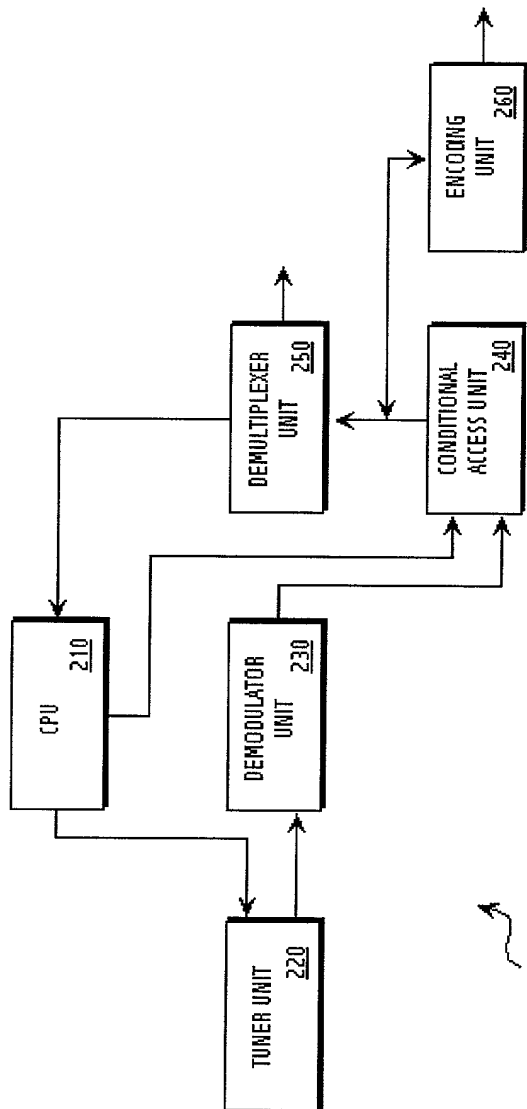 CPU
210
TUNER UNIT
220
DEMODULATOR
UNIT
230
DEMULTIPLEXER
UNIT
250
CONDITIONAL
ACCESS UNIT
240
ENCODING
UNIT
260